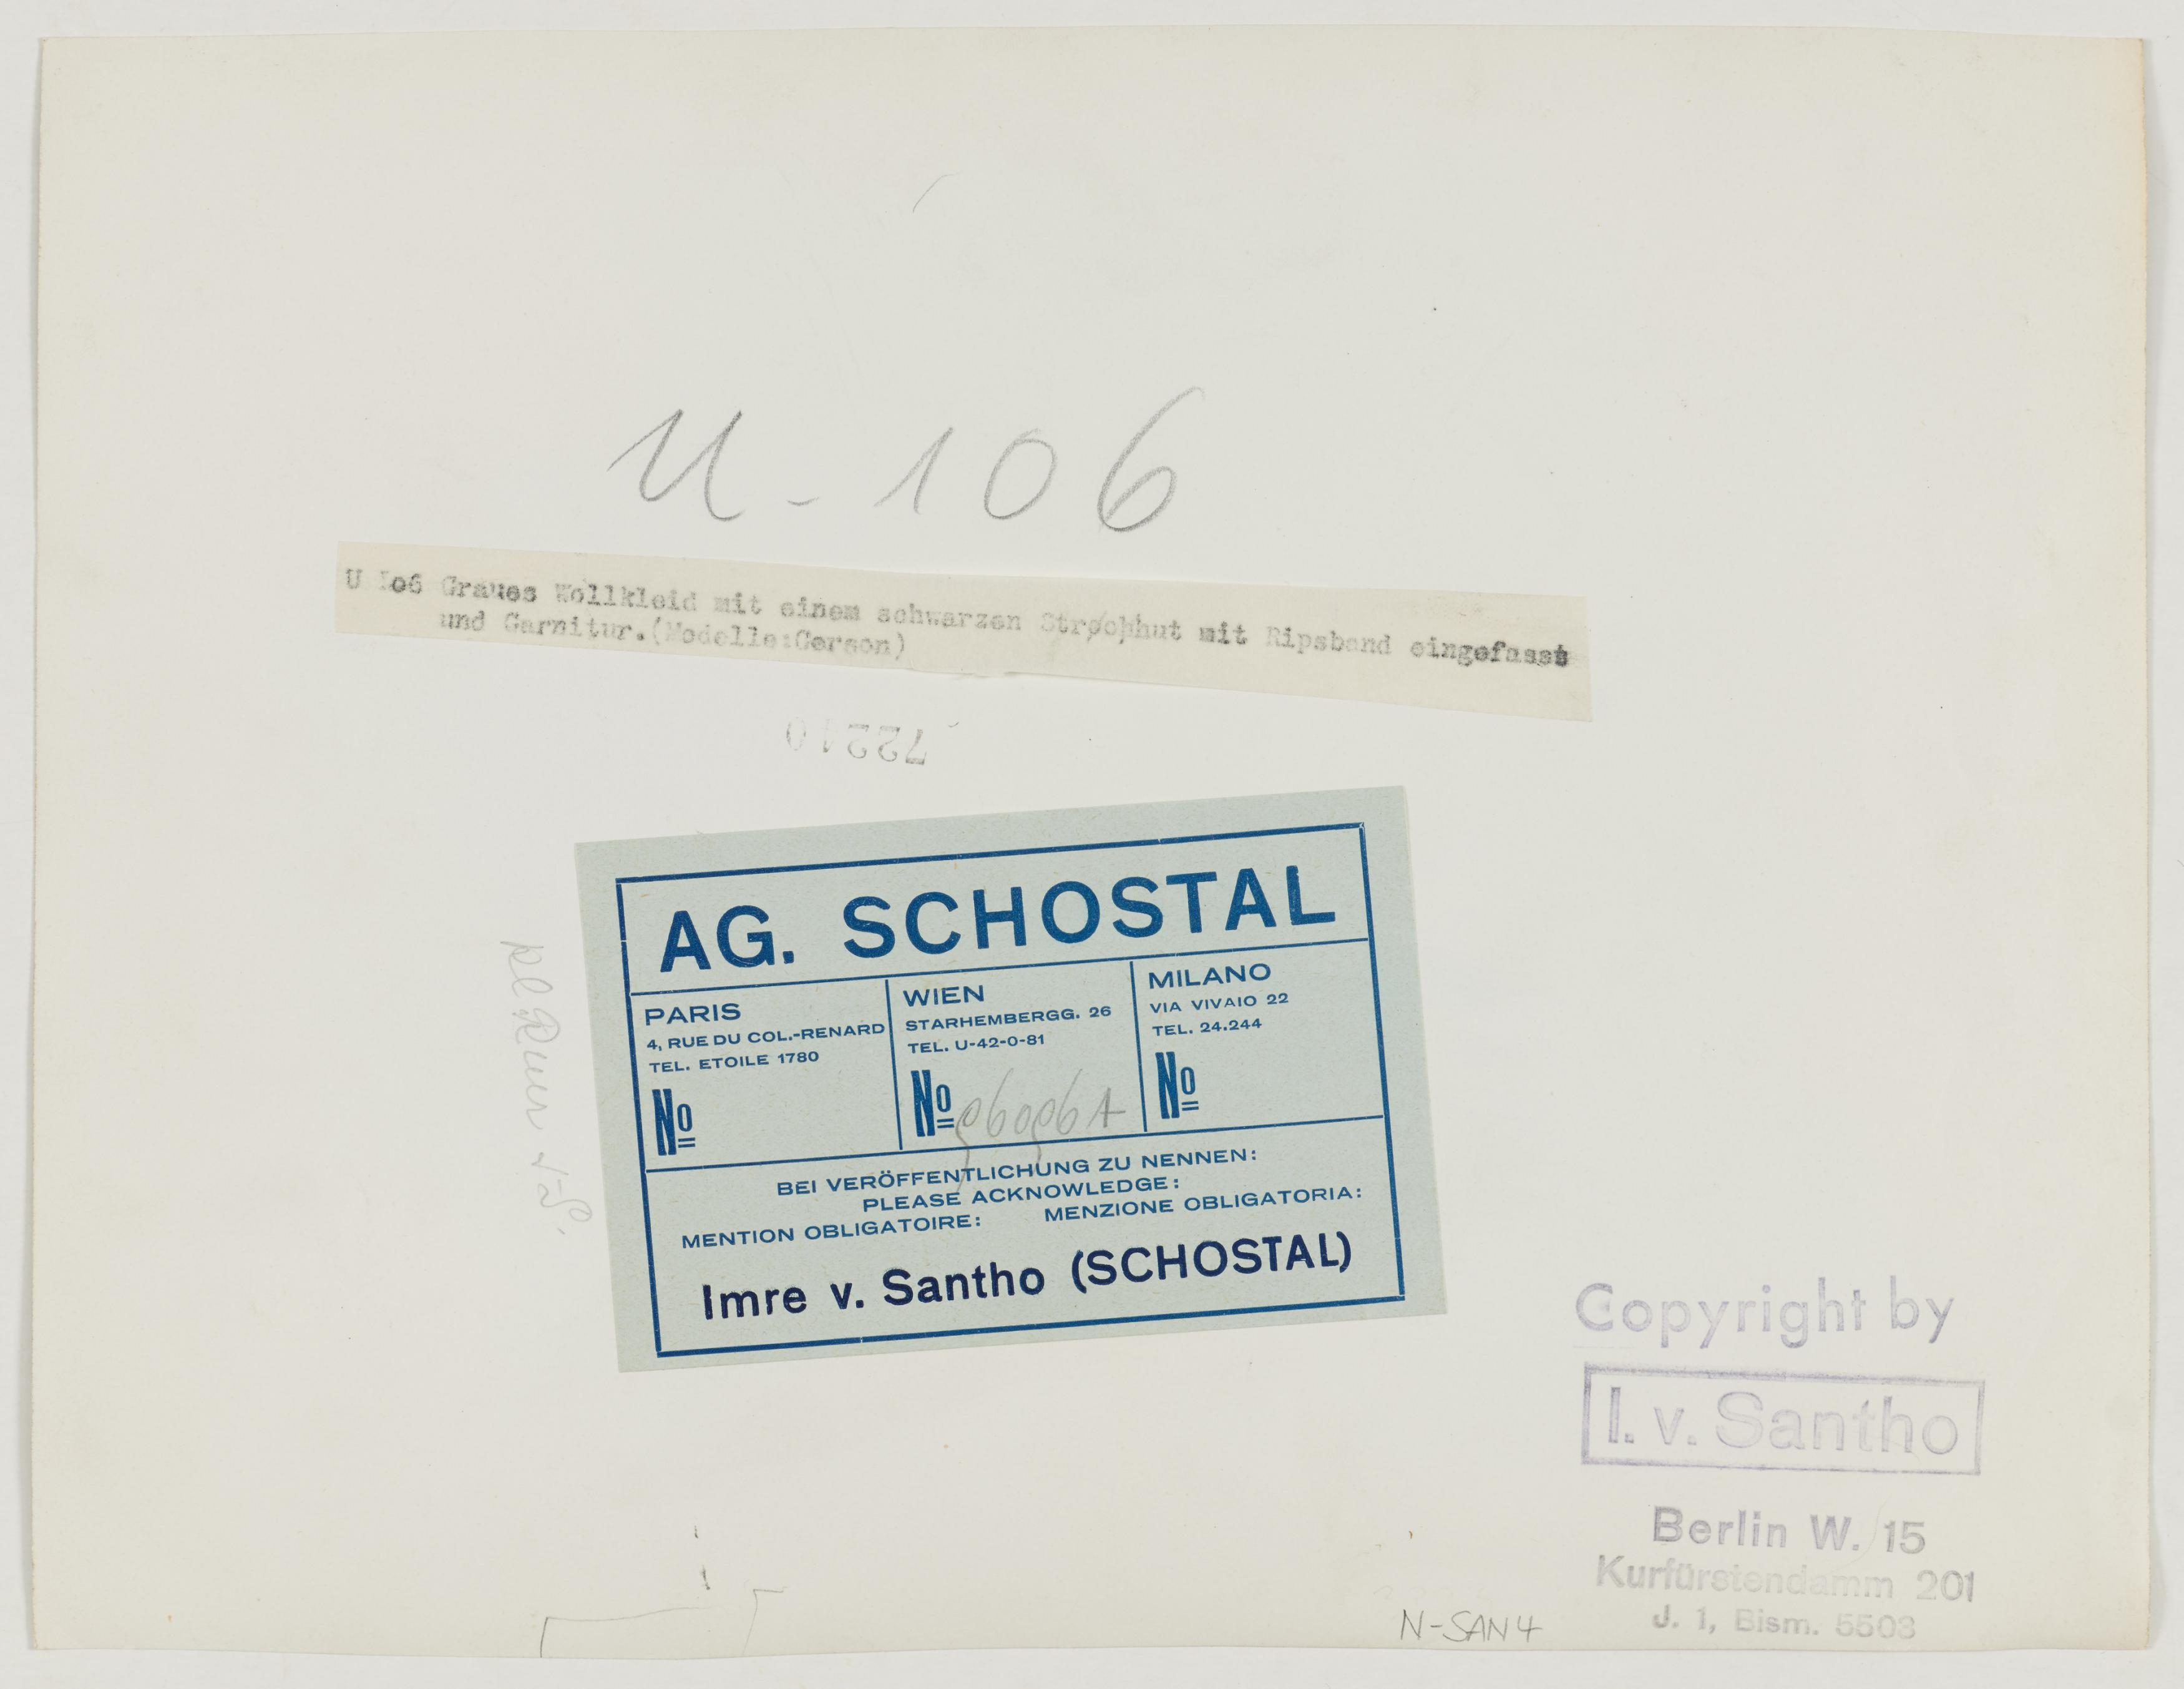 U-106
U 106 Graues Wollkleid mit einem schwarzen Strohhut mit Ripsband eingefasst
und Garnitur.(Modelle:Gerson)
72210
AG. SCHOSTAL
PARIS
4, RUE DU COL.-RENARD
TEL. ETOILE 1780
No
WIEN
STARHEMBERGG. 26
TEL. U-42-0-81
No 96096A
MILANO
VIA VIVAIO 22
TEL. 24.244
No
BEI VERÖFFENTLICHUNG ZU NENNEN:
PLEASE ACKNOWLEDGE:
MENTION OBLIGATOIRE: MENZIONE OBLIGATORIA:
Imre v. Santho (SCHOSTAL)
Copyright by
I. v. Santho
Berlin W. 15
Kurfürstendamm 201
J. 1, Bism. 5503
N-SAN4